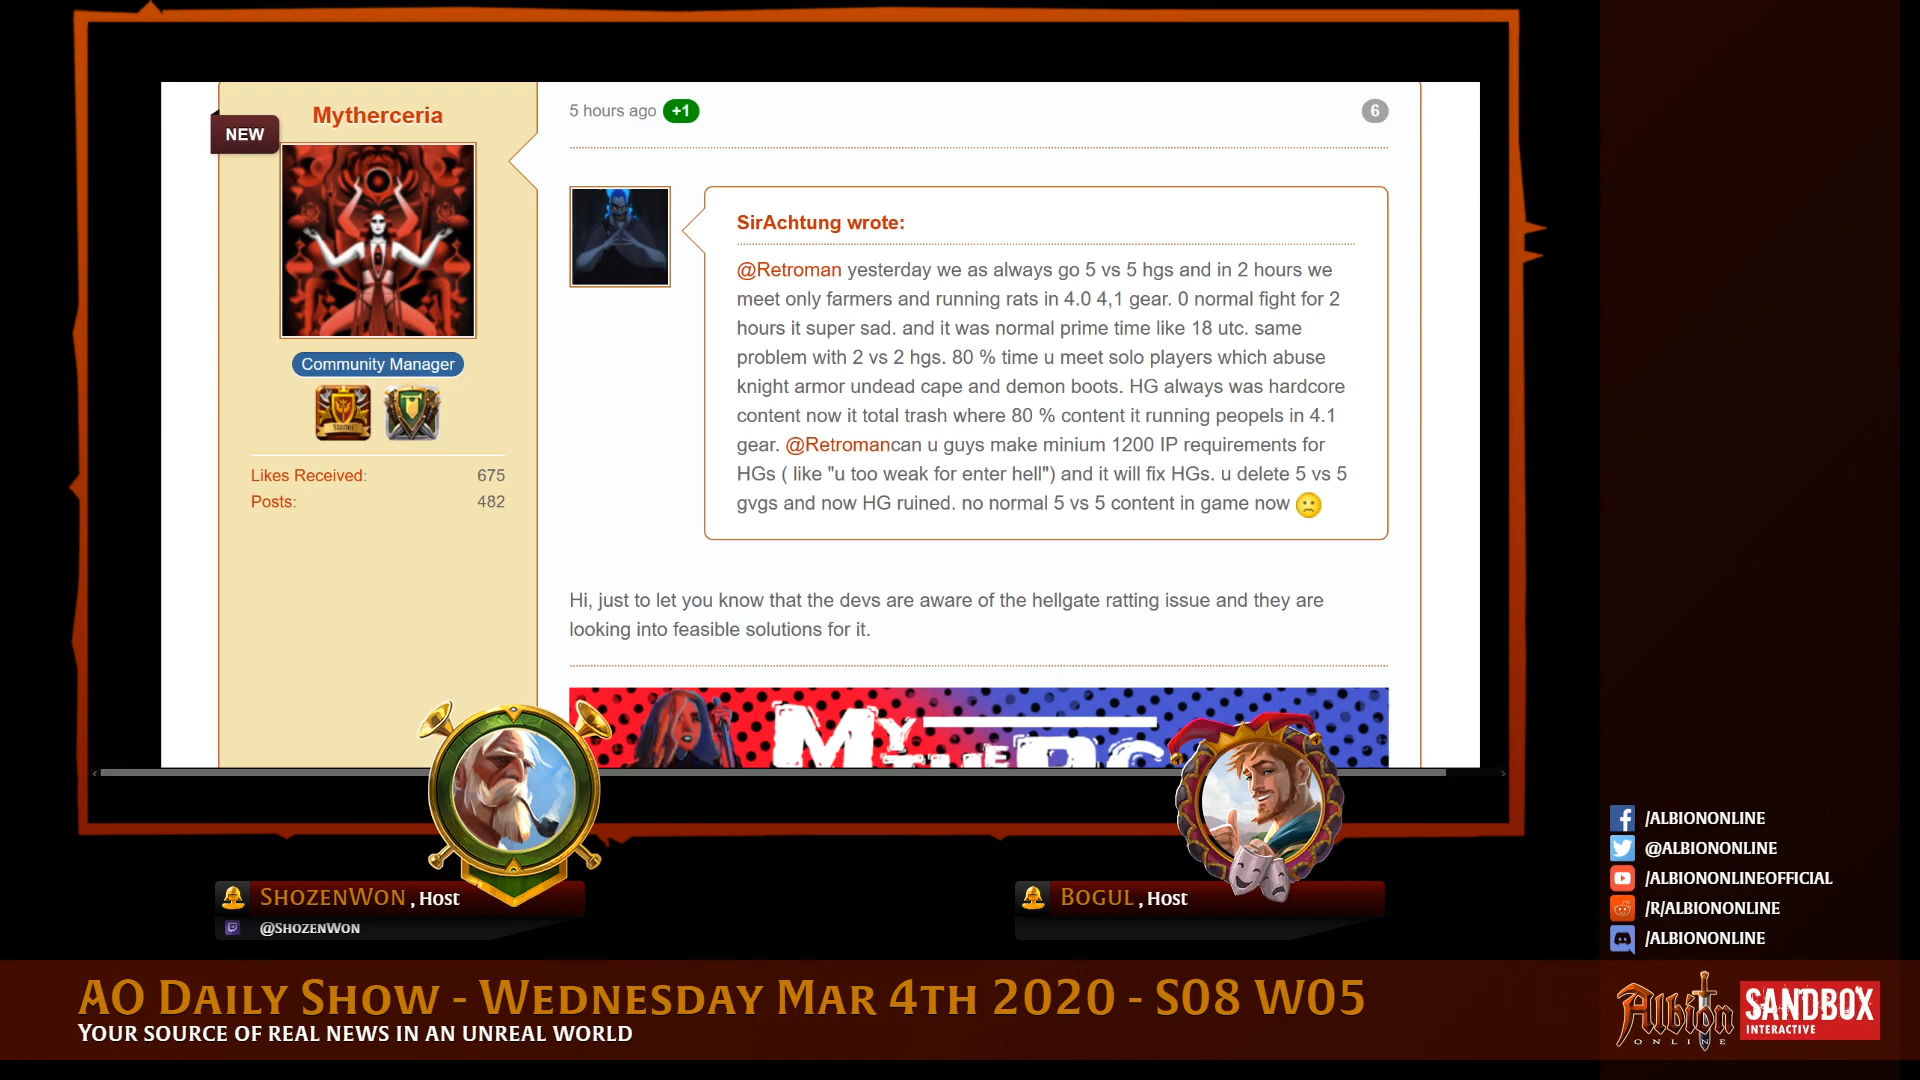 Mytherceria
NEW
Community Manager
Likes Received: 675
Posts: 482
5 hours ago +1 6
SirAchtung wrote:
@Retroman yesterday we as always go 5 vs 5 hgs and in 2 hours we
meet only farmers and running rats in 4.0 4,1 gear. 0 normal fight for 2
hours it super sad. and it was normal prime time like 18 utc. same
problem with 2 vs 2 hgs. 80 % time u meet solo players which abuse
knight armor undead cape and demon boots. HG always was hardcore
content now it total trash where 80 % content it running peopels in 4.1
gear. @Retromancan u guys make minium 1200 IP requirements for
HGs ( like "u too weak for enter hell") and it will fix HGs. u delete 5 vs 5
gvgs and now HG ruined. no normal 5 vs 5 content in game now
Hi, just to let you know that the devs are aware of the hellgate ratting issue and they are
looking into feasible solutions for it.
My
ShozenWon, Host
@ShozenWon
Bogul, Host
/ALBIONONLINE
@ALBIONONLINE
/ALBIONONLINEOFFICIAL
/R/ALBIONONLINE
/ALBIONONLINE
AO Daily Show - Wednesday Mar 4th 2020 - S08 W05
Your source of real news in an unreal world
Albion
ONLINE
SANDBOX
INTERACTIVE